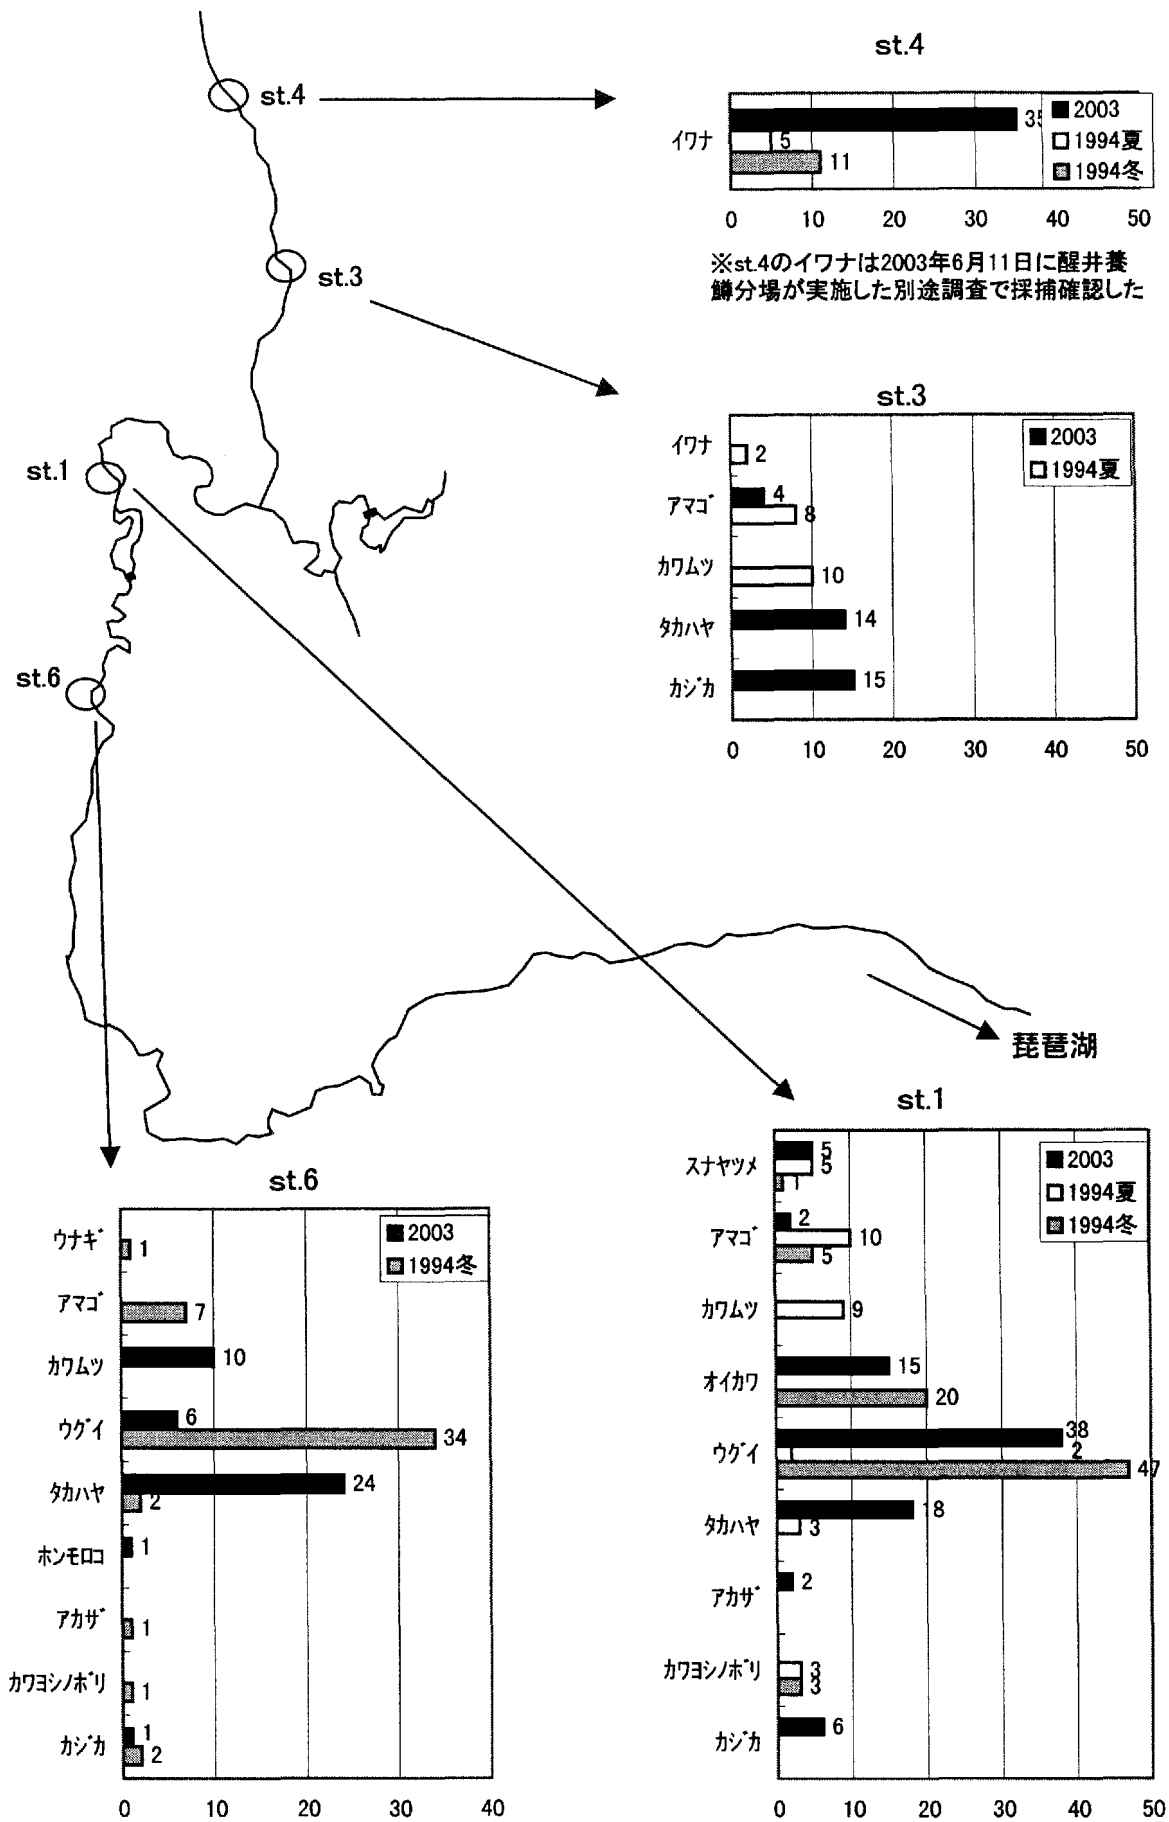 st.4
st.4
イワナ
35
5
11
2003
1994夏
1994冬
0 10 20 30 40 50
※st.4のイワナは2003年6月11日に醒井養
鱒分場が実施した別途調査で採捕確認した
st.3
st.3
イワナ 2
アマゴ 4
8
カワムツ 10
タカハヤ 14
カジカ 15
2003
1994夏
0 10 20 30 40 50
st.1
st.6
琵琶湖
st.1
スナヤツメ 5
5
1
アマゴ 2
10
5
カワムツ 9
オイカワ 15
20
ウグイ 38
2
47
タカハヤ 18
3
アカザ 2
カワヨシノボリ 3
3
カジカ 6
2003
1994夏
1994冬
0 10 20 30 40 50
st.6
ウナギ 1
アマゴ 7
カワムツ 10
ウグイ 6
34
タカハヤ 24
2
ホンモロコ 1
アカザ 1
カワヨシノボリ 1
カジカ 1
2
2003
1994冬
0 10 20 30 40